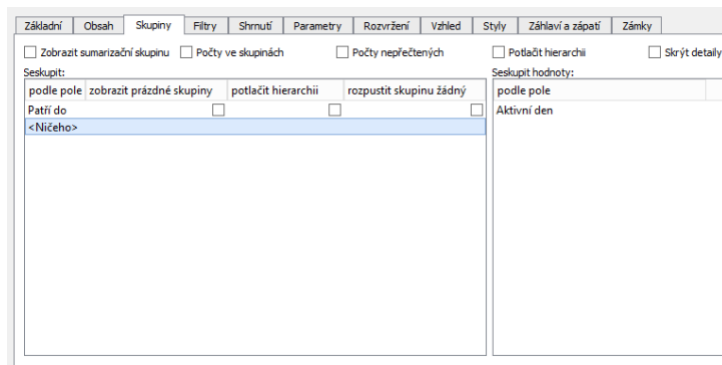 Základní Obsah Skupiny Filtry Shrnutí Parametry Rozvržení Vzhled Styly Záhlaví a zápatí Zámky
Zobrazit sumarizační skupinu Počty ve skupinách Počty nepřečtených Potlačit hierarchii Skrýt detaily
Seskupit: Seskupit hodnoty:
podle pole zobrazit prázdné skupiny potlačit hierarchii rozpustit skupinu žádný podle pole
Patří do Aktivní den
<Ničeho>